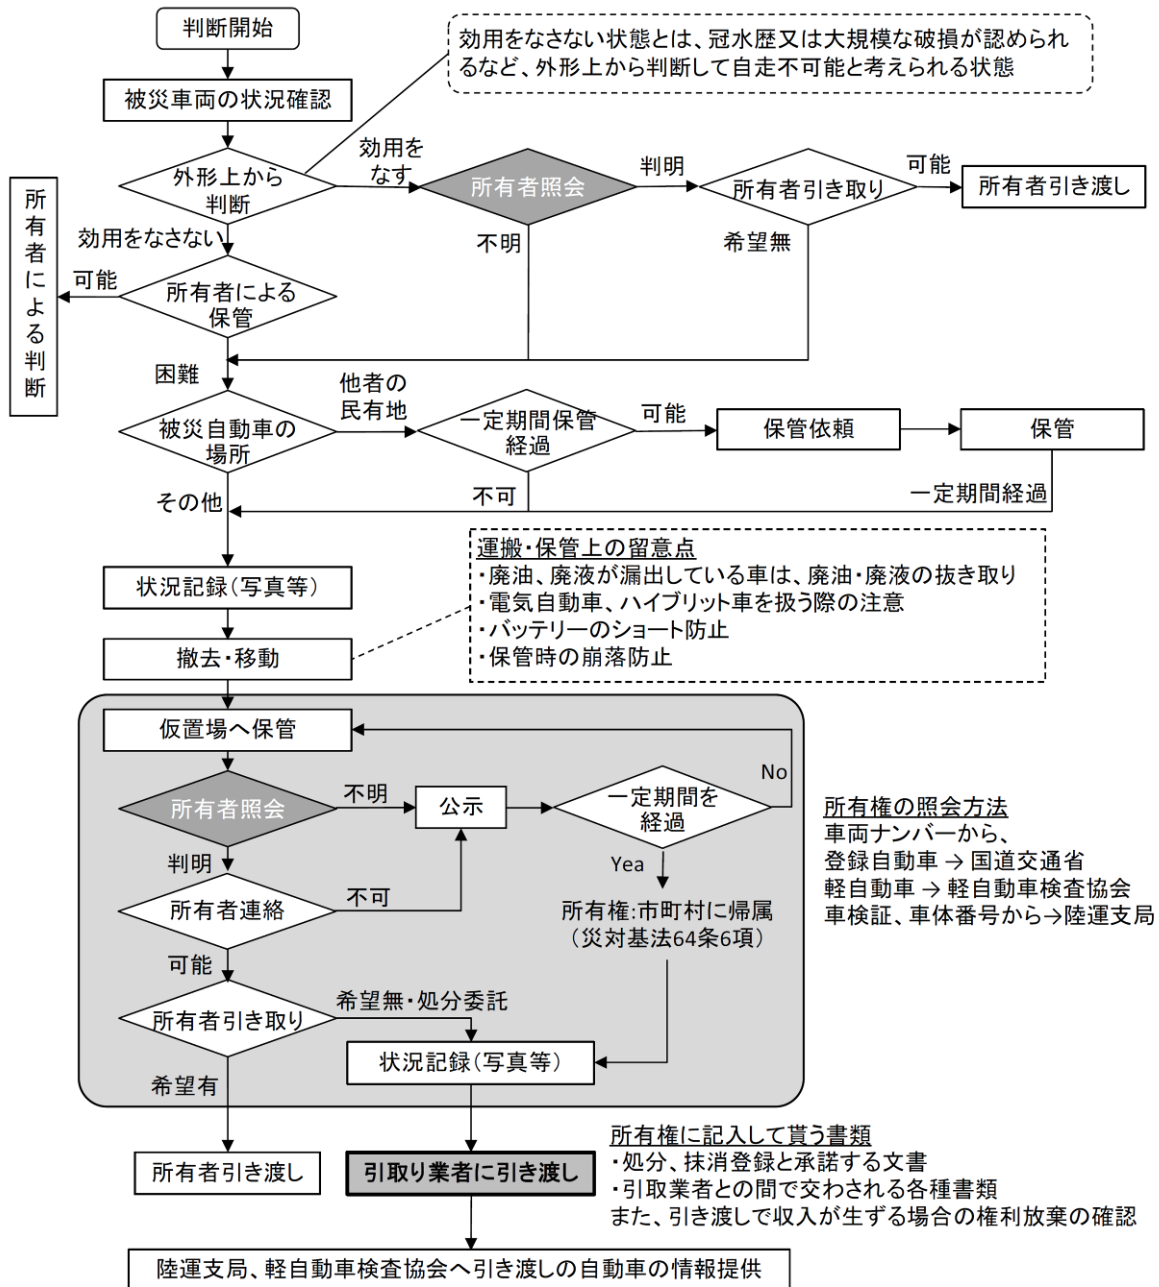 判断開始
効用をなさない状態とは、冠水歴又は大規模な破損が認められ
るなど、外形上から判断して自走不可能と考えられる状態
被災車両の状況確認
外形上から
判断
効用を
なす
所有者照会
判明
所有者引き取り
可能
所有者引き渡し
効用をなさない
不明
希望無
所有者による
保管
可能
所有者による判断
困難
被災自動車の
場所
他者の
民有地
一定期間保管
経過
可能
保管依頼
保管
その他
不可
一定期間経過
状況記録(写真等)
運搬・保管上の留意点
・廃油、廃液が漏出している車は、廃油・廃液の抜き取り
・電気自動車、ハイブリット車を扱う際の注意
・バッテリーのショート防止
・保管時の崩落防止
撤去・移動
仮置場へ保管
所有者照会
不明
公示
一定期間を
経過
No
Yea
判明
所有者連絡
不可
所有権:市町村に帰属
(災対基法64条6項)
可能
所有者引き取り
希望無・処分委託
状況記録(写真等)
希望有
所有権の照会方法
車両ナンバーから、
登録自動車 → 国道交通省
軽自動車 → 軽自動車検査協会
車検証、車体番号から→陸運支局
所有者引き渡し
引取り業者に引き渡し
所有権に記入して貰う書類
・処分、抹消登録と承諾する文書
・引取業者との間で交わされる各種書類
また、引き渡しで収入が生ずる場合の権利放棄の確認
陸運支局、軽自動車検査協会へ引き渡しの自動車の情報提供